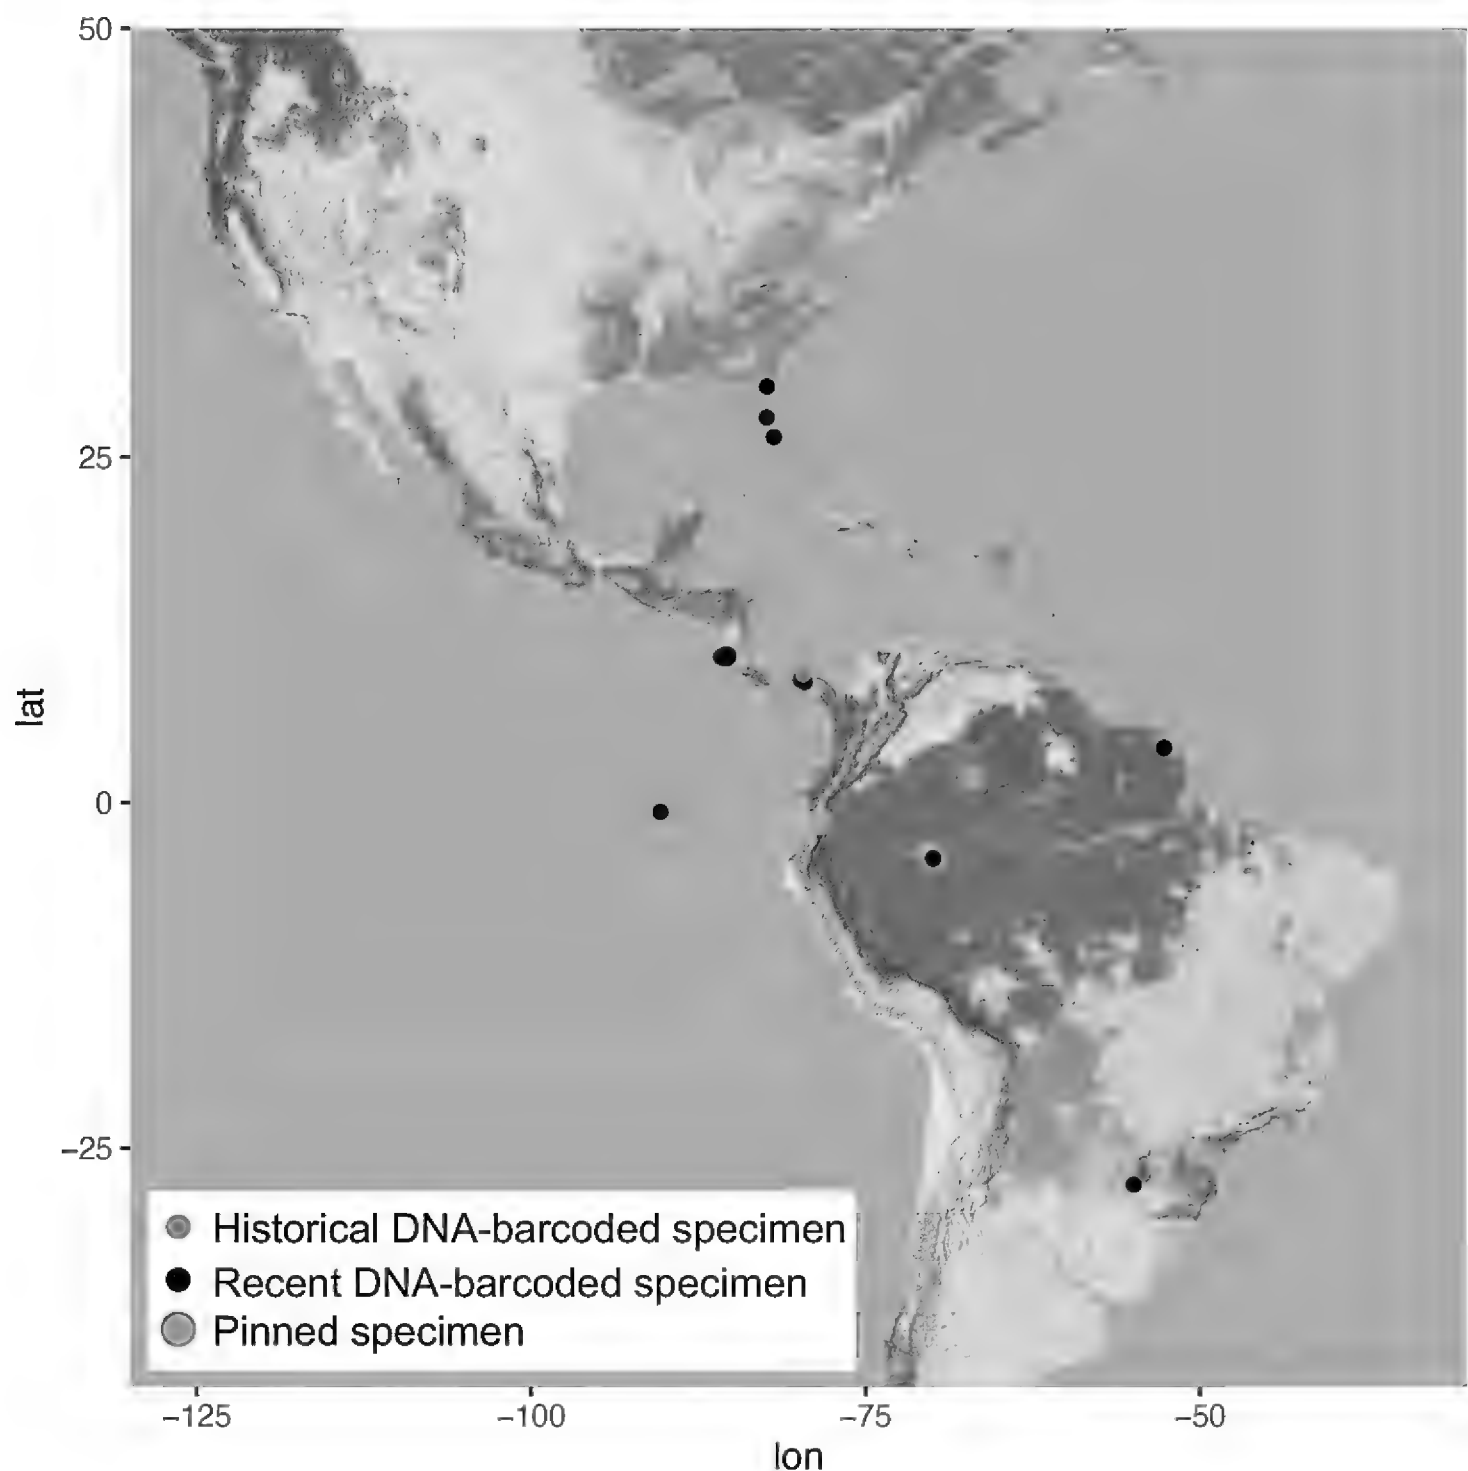 50
25
0
−25
lat
Historical DNA-barcoded specimen
Recent DNA-barcoded specimen
Pinned specimen
−125
−100
−75
−50
lon